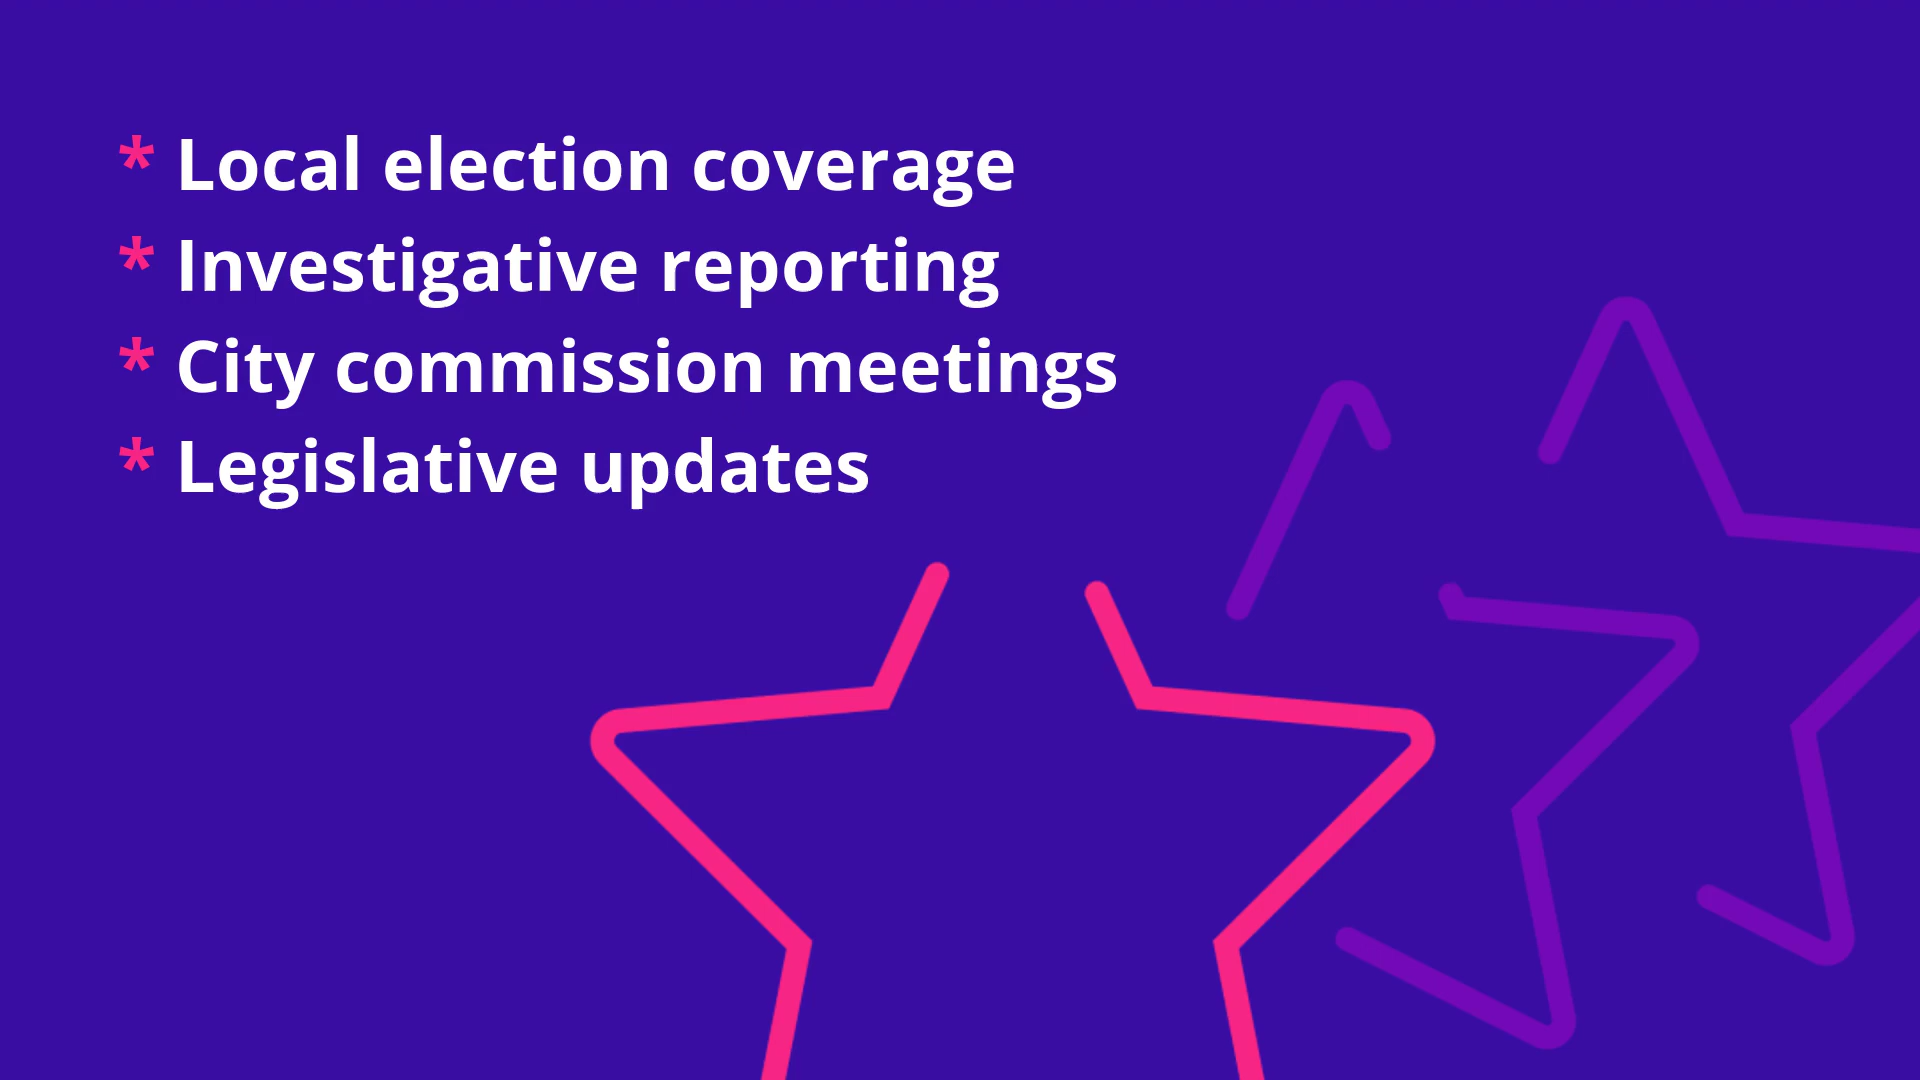 * Local election coverage
* Investigative reporting
* City commission meetings
* Legislative updates